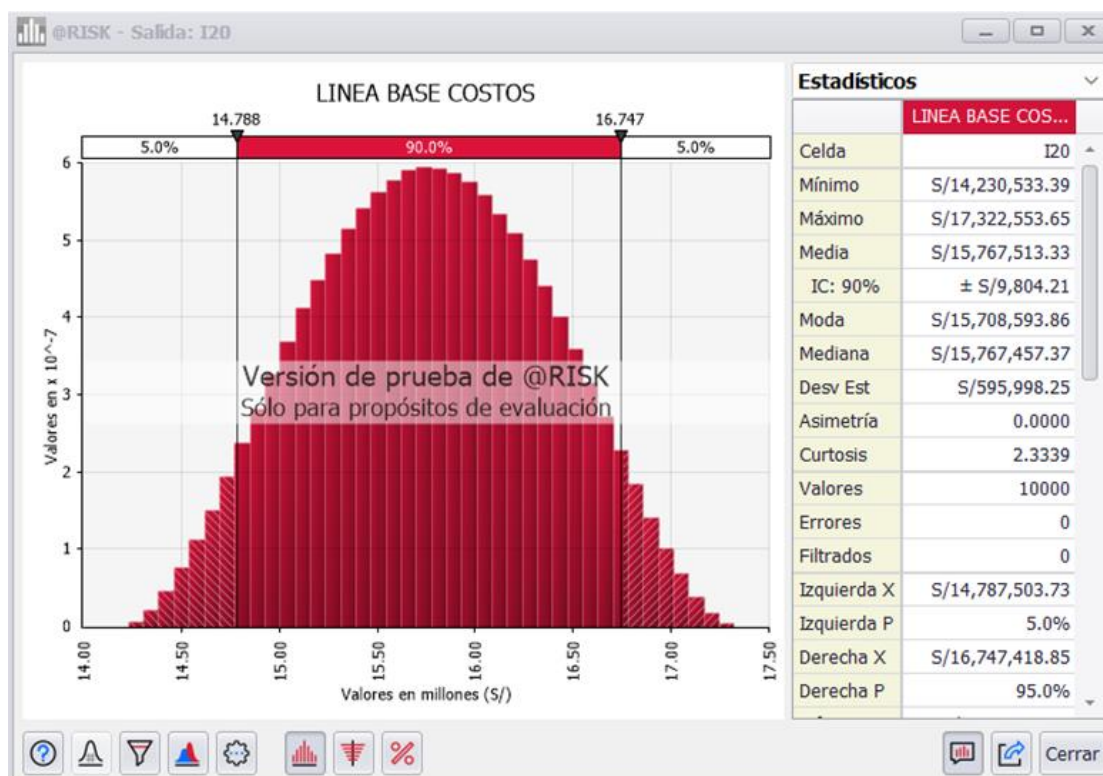 @RISK - Salida: I20
LINEA BASE COSTOS
14.788 16.747
5.0% 90.0% 5.0%
6
5
4
3
2
1
0
Valores en x 10^-7
Versión de prueba de @RISK
Sólo para propósitos de evaluación
14.00 14.50 15.00 15.50 16.00 16.50 17.00 17.50
Valores en millones (S/)
Estadísticos
LINEA BASE COS...
Celda I20
Mínimo S/14,230,533.39
Máximo S/17,322,553.65
Media S/15,767,513.33
IC: 90% ± S/9,804.21
Moda S/15,708,593.86
Mediana S/15,767,457.37
Desv Est S/595,998.25
Asimetría 0.0000
Curtosis 2.3339
Valores 10000
Errores 0
Filtrados 0
Izquierda X S/14,787,503.73
Izquierda P 5.0%
Derecha X S/16,747,418.85
Derecha P 95.0%
Cerrar